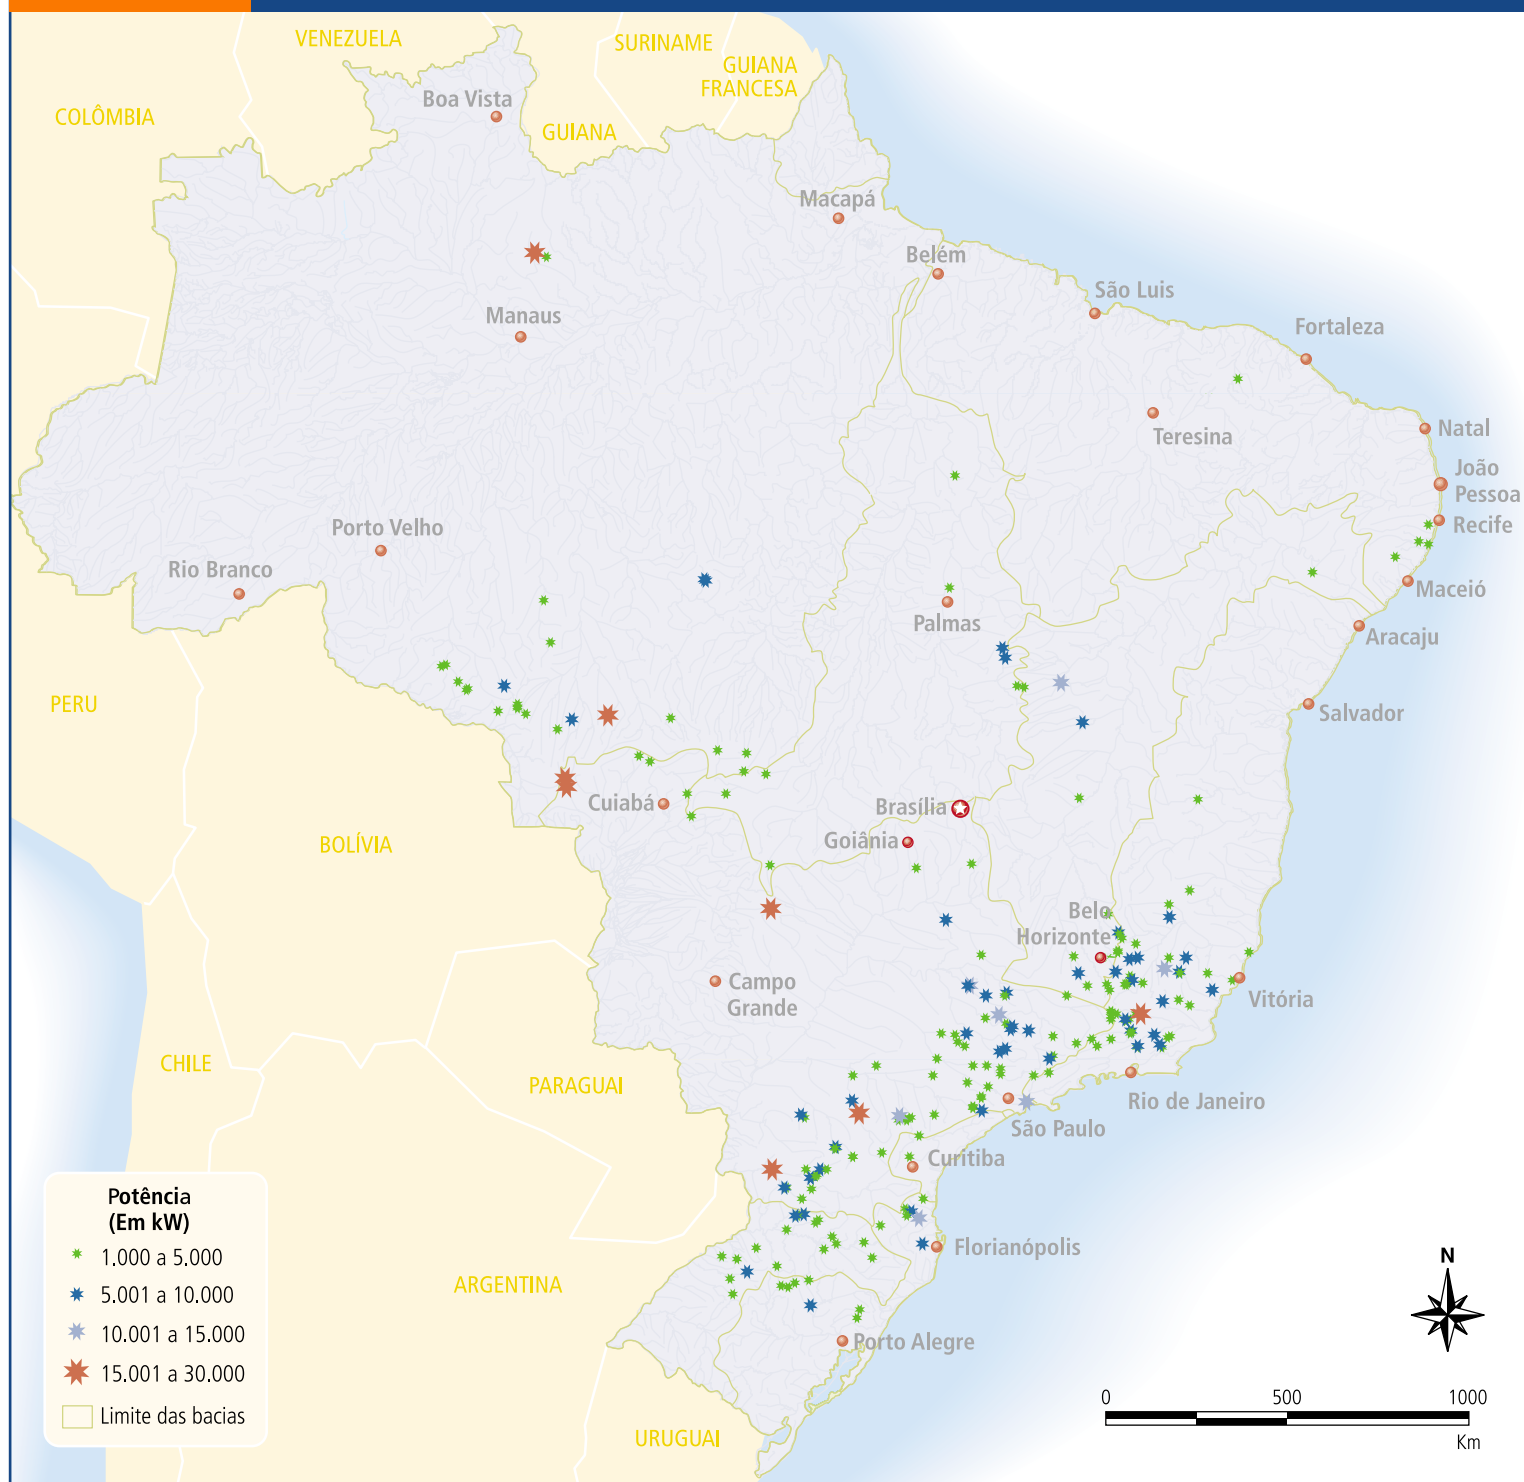 VENEZUELA
SURINAME
GUIANA
FRANCESA
COLÔMBIA
Boa Vista
GUIANA
Macapá
Belém
São Luis
Manaus
Fortaleza
Teresina
Natal
João
Pessoa
Recife
Porto Velho
Rio Branco
Maceió
Palmas
Aracaju
PERU
Salvador
Cuiabá
Brasília
Goiânia
BOLÍVIA
Belo
Horizonte
Campo
Grande
Vitória
CHILE
PARAGUAI
Rio de Janeiro
São Paulo
Curitiba
Potência
(Em kW)
1.000 a 5.000
5.001 a 10.000
10.001 a 15.000
15.001 a 30.000
Limite das bacias
Florianópolis
ARGENTINA
N
Porto Alegre
0 500 1000
Km
URUGUAI